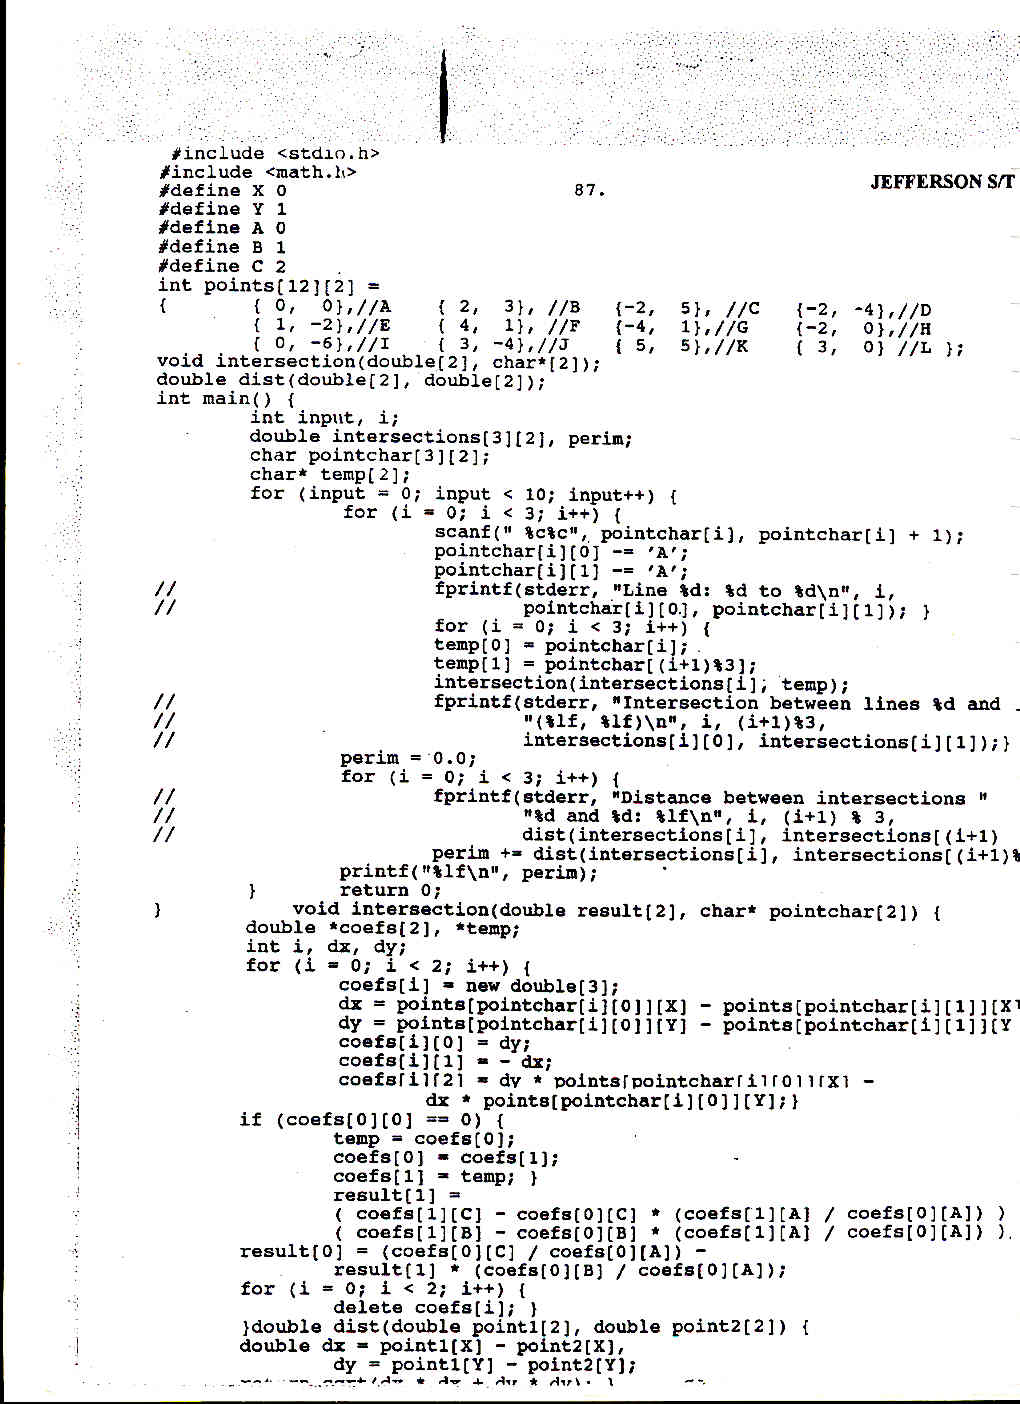 #include <stdio.h>
#include <math.h>
#define X 0                    87.                    JEFFERSON S/T
#define Y 1
#define A 0
#define B 1
#define C 2
int points[12][2] =
{       { 0,  0},//A    { 2,  3}, //B   {-2,  5}, //C   {-2, -4},//D
        { 1, -2},//E    { 4,  1}, //F   {-4,  1},//G    {-2,  0},//H
        { 0, -6},//I    { 3, -4},//J    { 5,  5},//K    { 3,  0} //L };
void intersection(double[2], char*[2]);
double dist(double[2], double[2]);
int main() {
        int input, i;
        double intersections[3][2], perim;
        char pointchar[3][2];
        char* temp[2];
        for (input = 0; input < 10; input++) {
                for (i = 0; i < 3; i++) {
                        scanf(" %c%c", pointchar[i], pointchar[i] + 1);
                        pointchar[i][0] -= 'A';
                        pointchar[i][1] -= 'A';
//                      fprintf(stderr, "Line %d: %d to %d\n", i,
//                              pointchar[i][0], pointchar[i][1]); }
                        for (i = 0; i < 3; i++) {
                        temp[0] = pointchar[i];
                        temp[1] = pointchar[(i+1)%3];
                        intersection(intersections[i], temp);
//                      fprintf(stderr, "Intersection between lines %d and
//                              "(%lf, %lf)\n", i, (i+1)%3,
//                              intersections[i][0], intersections[i][1]);}
                perim = 0.0;
                for (i = 0; i < 3; i++) {
//                      fprintf(stderr, "Distance between intersections "
//                              "%d and %d: %lf\n", i, (i+1) % 3,
//                              dist(intersections[i], intersections[(i+1)
                        perim += dist(intersections[i], intersections[(i+1)%
                printf("%lf\n", perim);
        }       return 0;
}           void intersection(double result[2], char* pointchar[2]) {
        double *coefs[2], *temp;
        int i, dx, dy;
        for (i = 0; i < 2; i++) {
                coefs[i] = new double[3];
                dx = points[pointchar[i][0]][X] - points[pointchar[i][1]][X]
                dy = points[pointchar[i][0]][Y] - points[pointchar[i][1]][Y
                coefs[i][0] = dy;
                coefs[i][1] = - dx;
                coefs[i][2] = dy * points[pointchar[i][0]][X] -
                        dx * points[pointchar[i][0]][Y];}
        if (coefs[0][0] == 0) {
                temp = coefs[0];
                coefs[0] = coefs[1];
                coefs[1] = temp; }
                result[1] =
                ( coefs[1][C] - coefs[0][C] * (coefs[1][A] / coefs[0][A]) )
                ( coefs[1][B] - coefs[0][B] * (coefs[1][A] / coefs[0][A]) )
        result[0] = (coefs[0][C] / coefs[0][A]) -
                result[1] * (coefs[0][B] / coefs[0][A]);
        for (i = 0; i < 2; i++) {
                delete coefs[i]; }
        }double dist(double point1[2], double point2[2]) {
        double dx = point1[X] - point2[X],
                dy = point1[Y] - point2[Y];